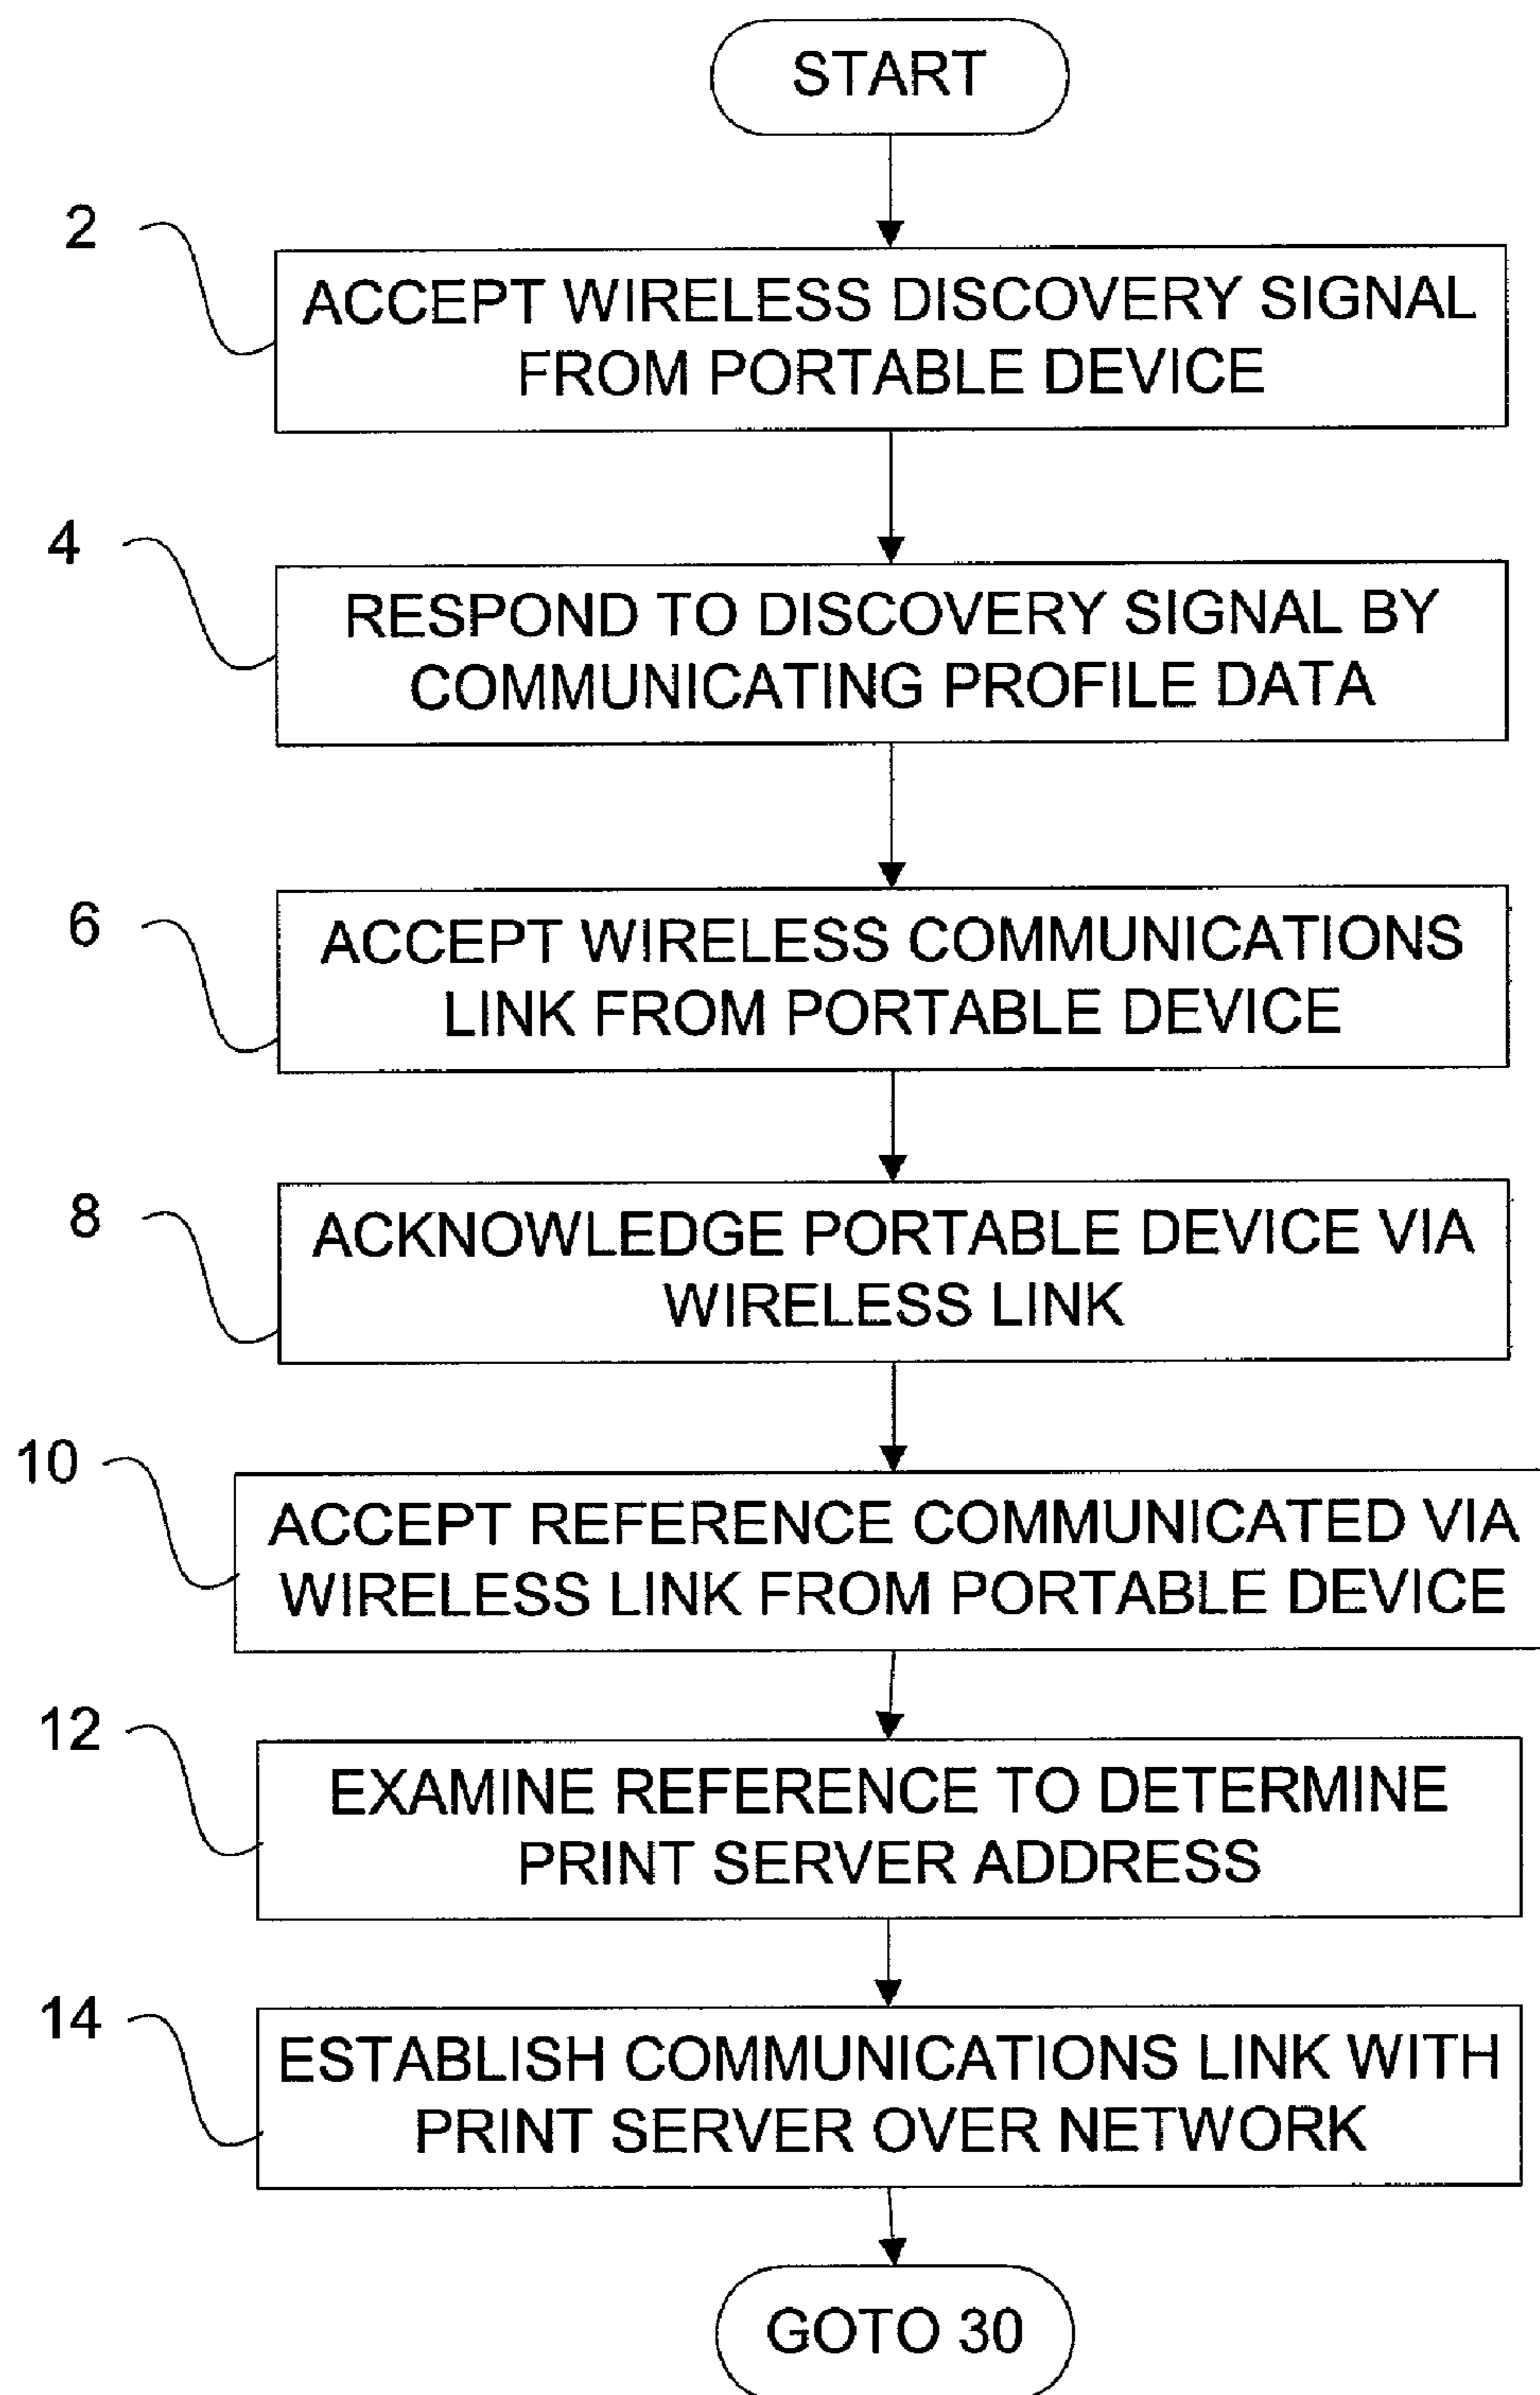 START
2
ACCEPT WIRELESS DISCOVERY SIGNAL
FROM PORTABLE DEVICE
4
RESPOND TO DISCOVERY SIGNAL BY
COMMUNICATING PROFILE DATA
6
ACCEPT WIRELESS COMMUNICATIONS
LINK FROM PORTABLE DEVICE
8
ACKNOWLEDGE PORTABLE DEVICE VIA
WIRELESS LINK
10
ACCEPT REFERENCE COMMUNICATED VIA
WIRELESS LINK FROM PORTABLE DEVICE
12
EXAMINE REFERENCE TO DETERMINE
PRINT SERVER ADDRESS
14
ESTABLISH COMMUNICATIONS LINK WITH
PRINT SERVER OVER NETWORK
GOTO 30